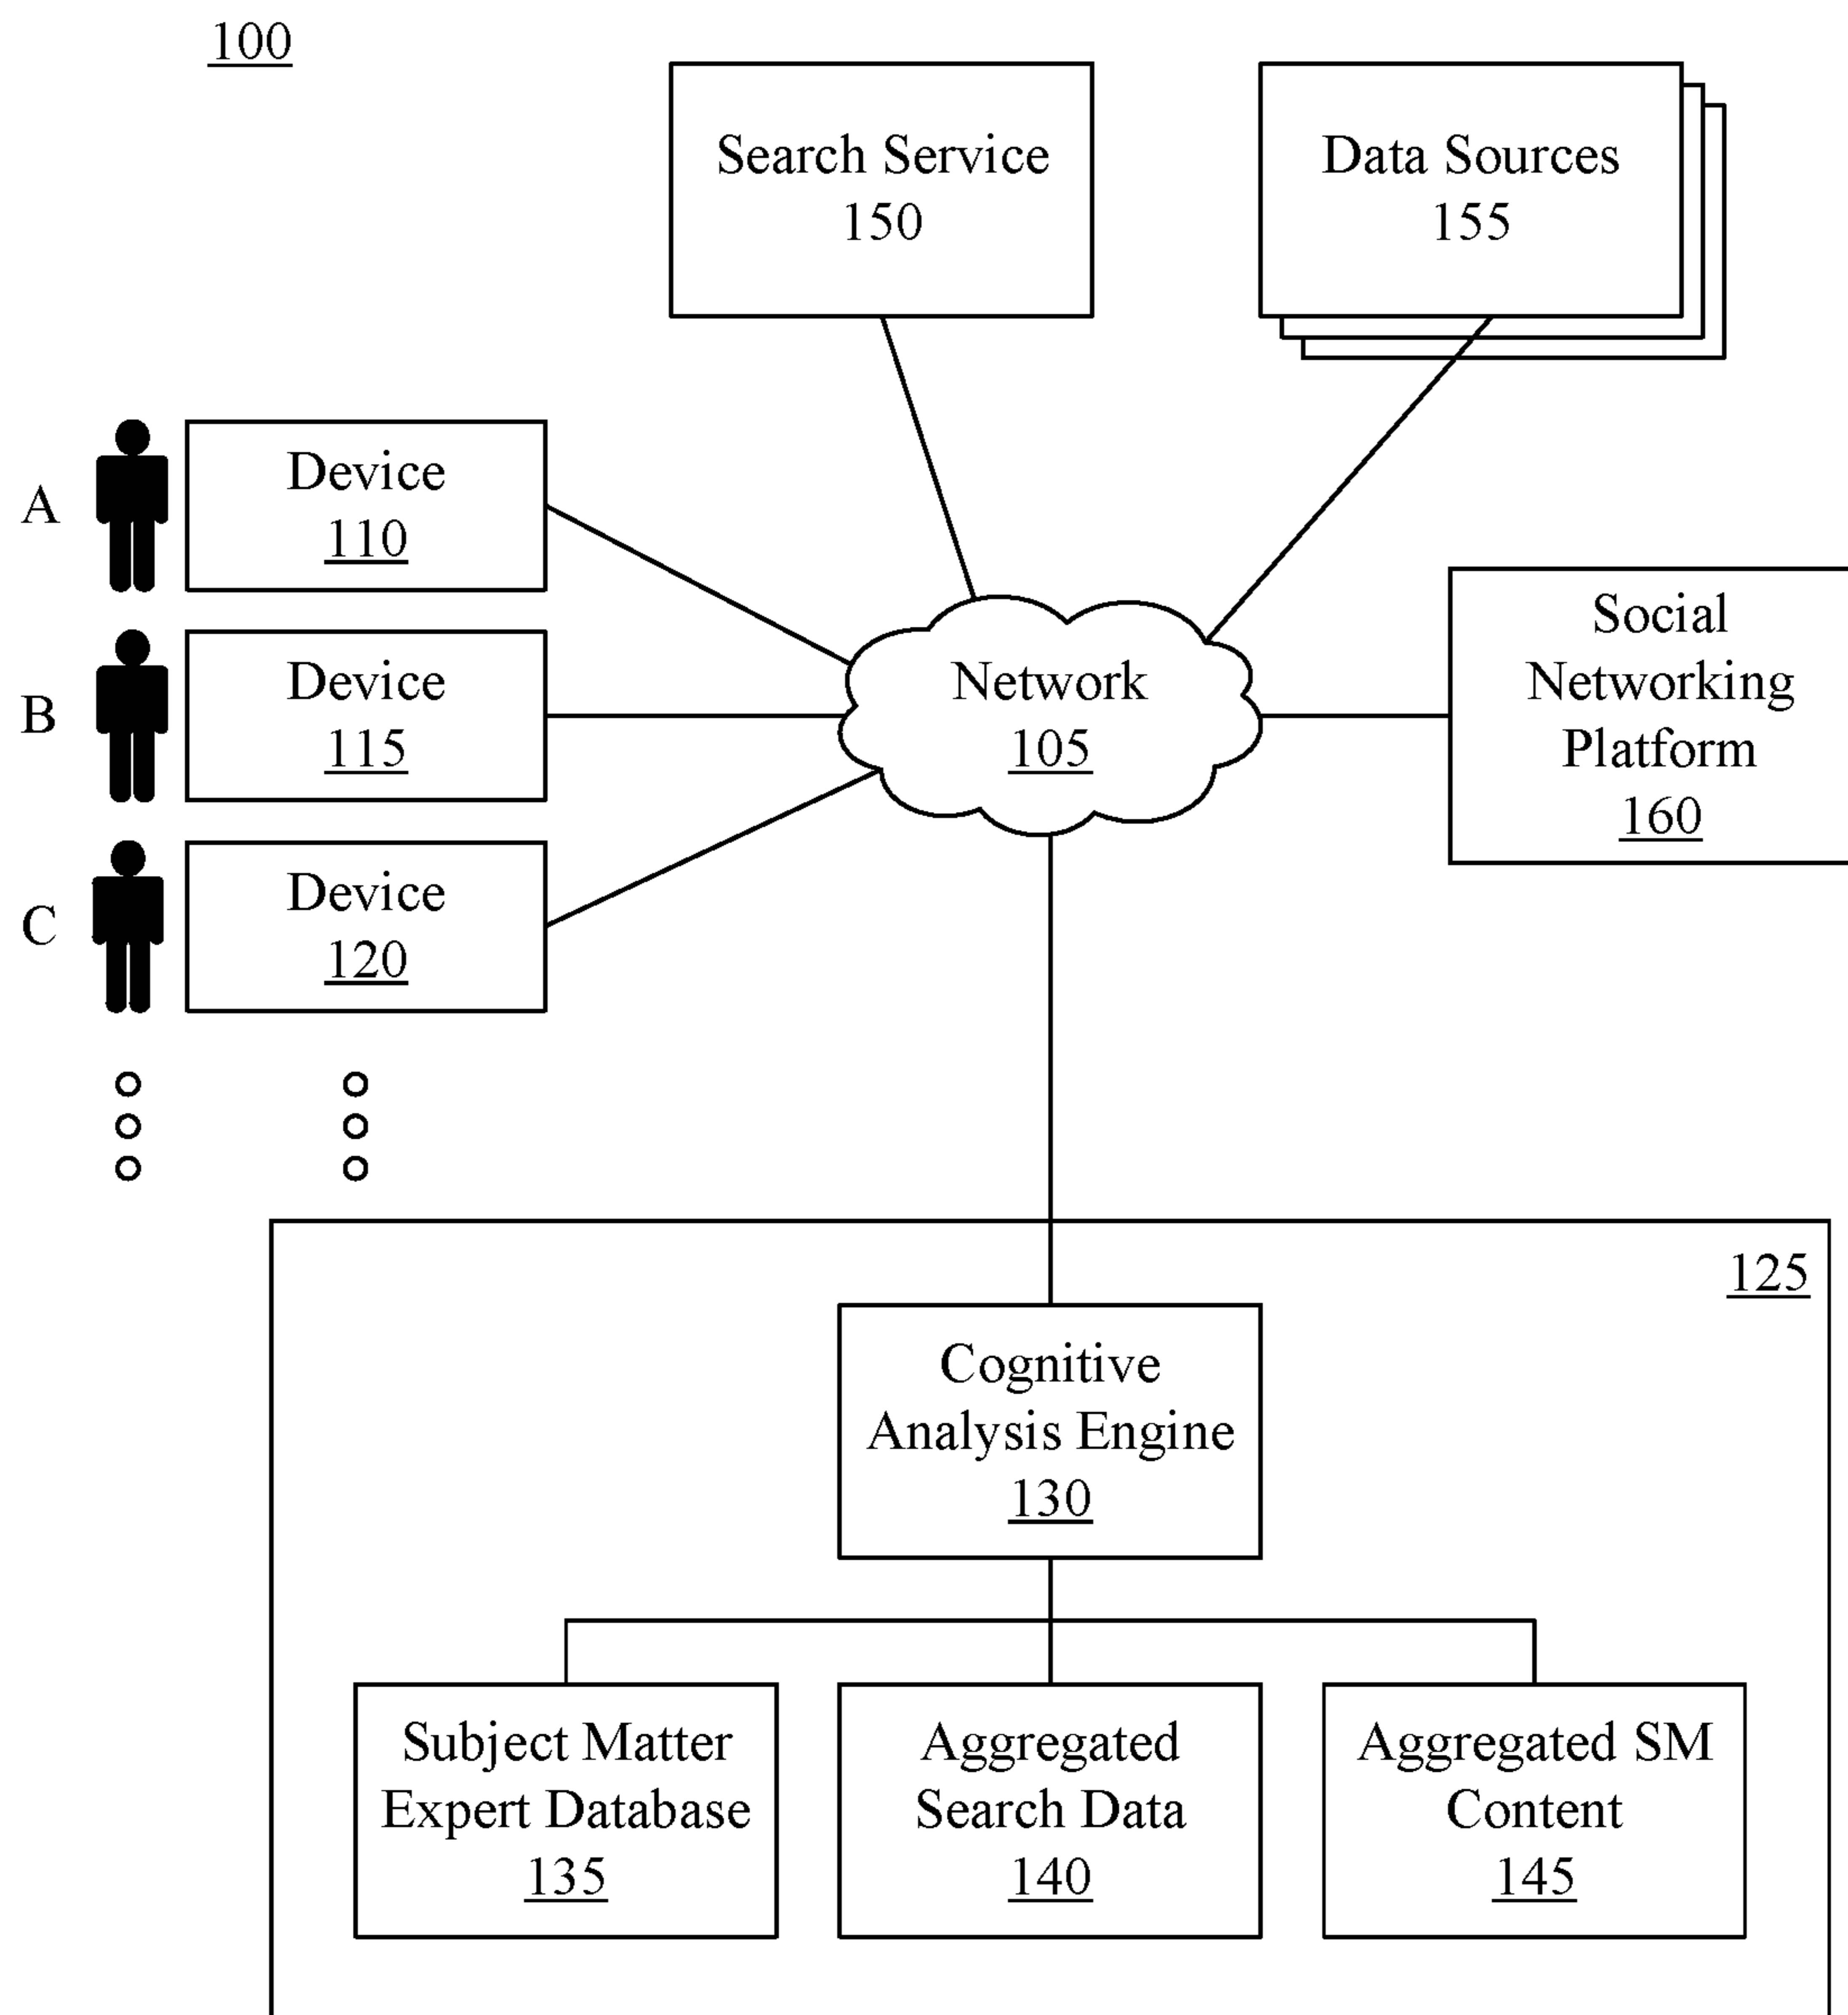 100
Search Service
150
Data Sources
155
A
Device
110
B
Device
115
C
Device
120
Network
105
Social
Networking
Platform
160
125
Cognitive
Analysis Engine
130
Subject Matter
Expert Database
135
Aggregated
Search Data
140
Aggregated SM
Content
145